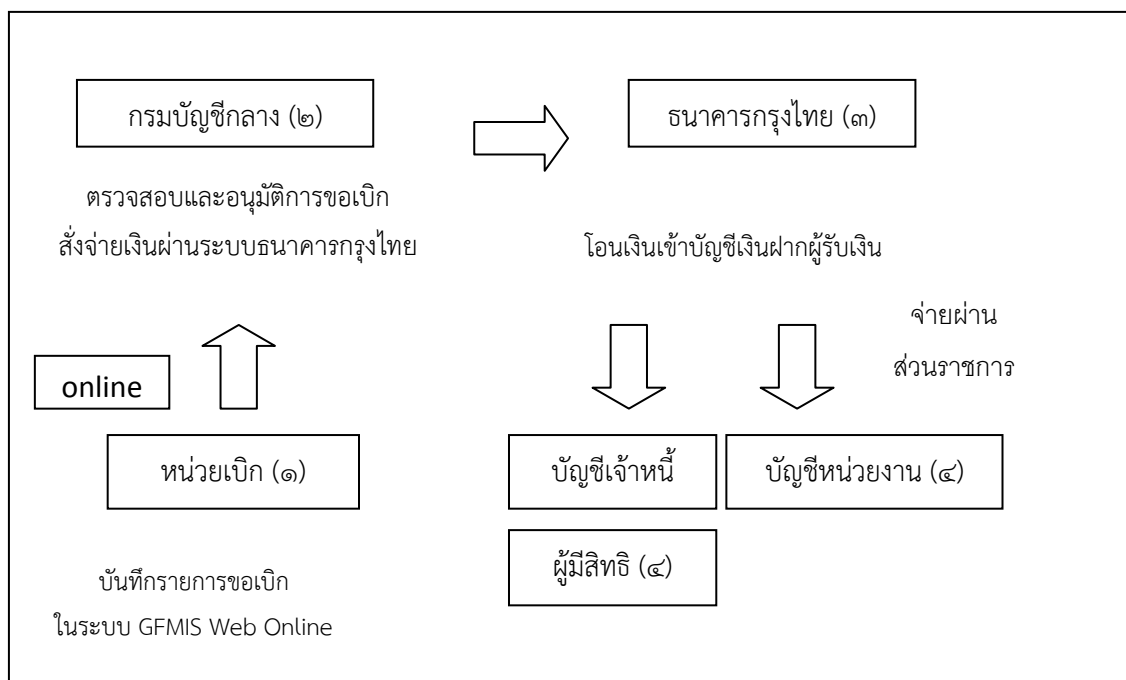 กรมบัญชีกลาง (๒)
ธนาคารกรุงไทย (๓)
ตรวจสอบและอนุมัติการขอเบิก
สั่งจ่ายเงินผ่านระบบธนาคารกรุงไทย
โอนเงินเข้าบัญชีเงินฝากผู้รับเงิน
จ่ายผ่าน
ส่วนราชการ
online
หน่วยเบิก (๑)
บัญชีเจ้าหนี้
บัญชีหน่วยงาน (๔)
ผู้มีสิทธิ (๔)
บันทึกรายการขอเบิก
ในระบบ GFMIS Web Online